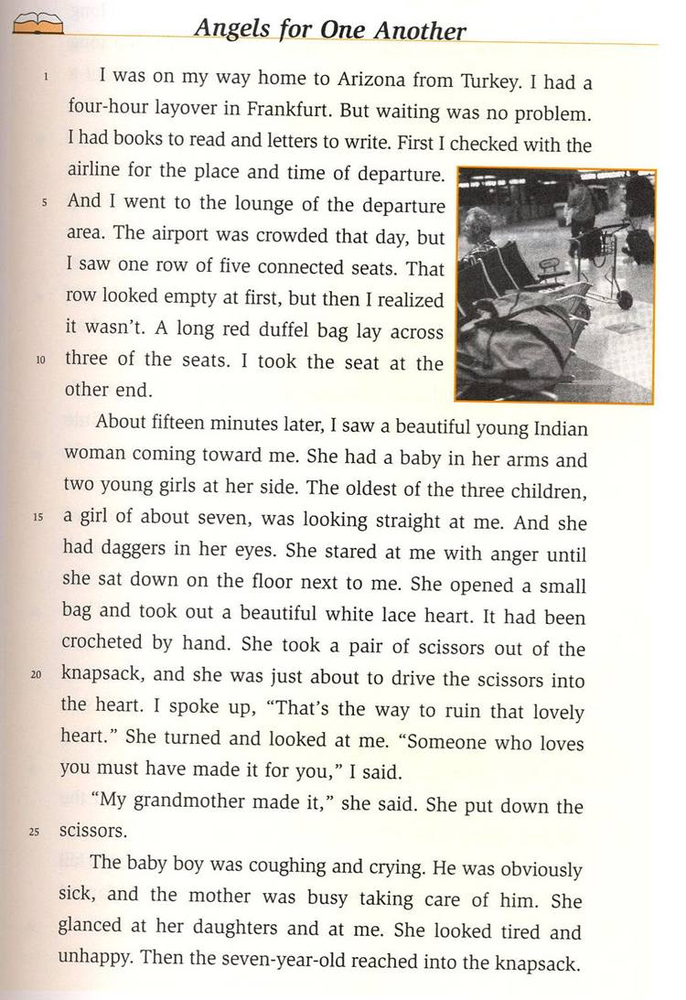 Angels for One Another
1 I was on my way home to Arizona from Turkey. I had a
four-hour layover in Frankfurt. But waiting was no problem.
I had books to read and letters to write. First I checked with the
airline for the place and time of departure.
5 And I went to the lounge of the departure
area. The airport was crowded that day, but
I saw one row of five connected seats. That
row looked empty at first, but then I realized
it wasn't. A long red duffel bag lay across
10 three of the seats. I took the seat at the
other end.
About fifteen minutes later, I saw a beautiful young Indian
woman coming toward me. She had a baby in her arms and
two young girls at her side. The oldest of the three children,
15 a girl of about seven, was looking straight at me. And she
had daggers in her eyes. She stared at me with anger until
she sat down on the floor next to me. She opened a small
bag and took out a beautiful white lace heart. It had been
crocheted by hand. She took a pair of scissors out of the
20 knapsack, and she was just about to drive the scissors into
the heart. I spoke up, “That's the way to ruin that lovely
heart.” She turned and looked at me. “Someone who loves
you must have made it for you,” I said.
“My grandmother made it,” she said. She put down the
25 scissors.
The baby boy was coughing and crying. He was obviously
sick, and the mother was busy taking care of him. She
glanced at her daughters and at me. She looked tired and
unhappy. Then the seven-year-old reached into the knapsack.